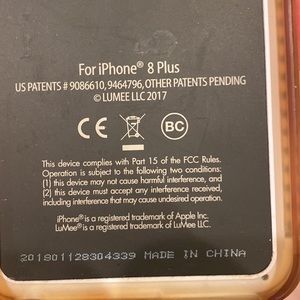 For iPhone® 8 Plus
US PATENTS # 9086610, 9464796, OTHER PATENTS PENDING
© LUMEE LLC 2017
CE BC
This device complies with Part 15 of the FCC Rules.
Operation is subject to the following two conditions:
(1) this device may not cause harmful interference, and
(2) this device must accept any interference received,
including interference that may cause undesired operation.
iPhone® is a registered trademark of Apple Inc.
LuMee® is a registered trademark of LuMee LLC.
201901128304339 MADE IN CHINA